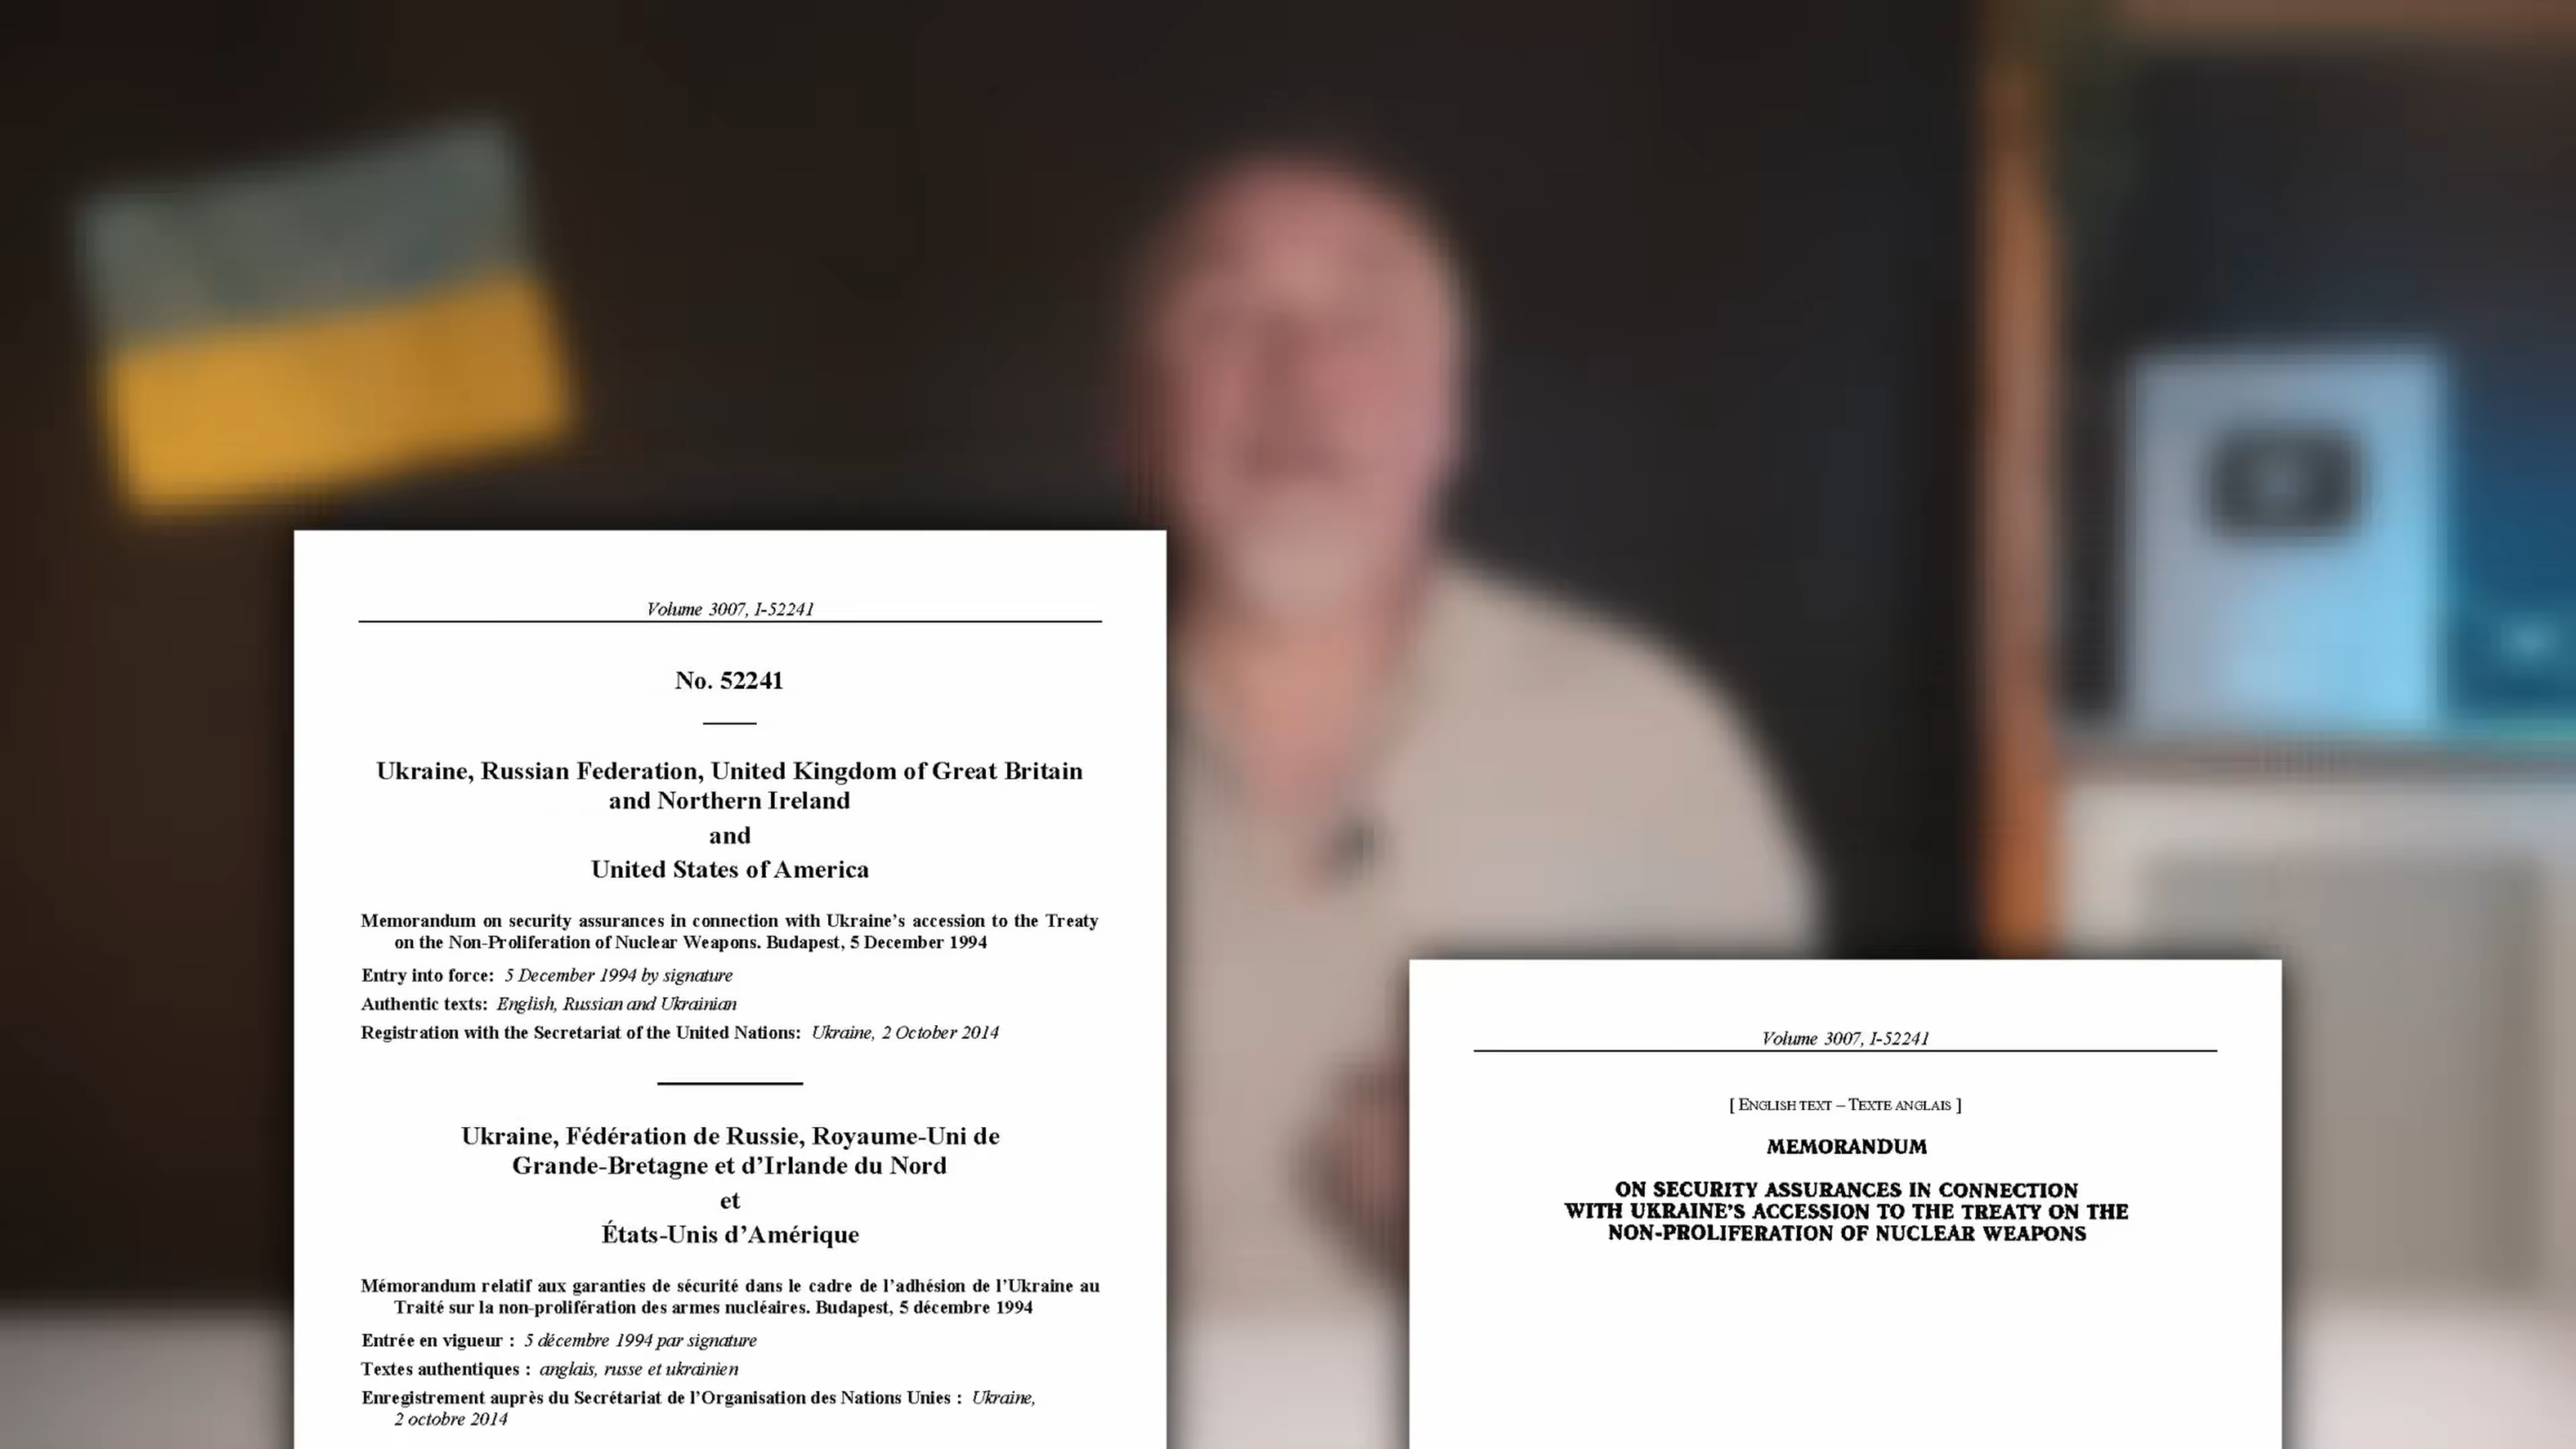 Volume 3007, I-52241
No. 52241
Ukraine, Russian Federation, United Kingdom of Great Britain
and Northern Ireland
and
United States of America
Memorandum on security assurances in connection with Ukraine's accession to the Treaty
on the Non-Proliferation of Nuclear Weapons. Budapest, 5 December 1994
Entry into force: 5 December 1994 by signature
Authentic texts: English, Russian and Ukrainian
Registration with the Secretariat of the United Nations: Ukraine, 2 October 2014
Ukraine, Fédération de Russie, Royaume-Uni de
Grande-Bretagne et d'Irlande du Nord
et
États-Unis d'Amérique
Mémorandum relatif aux garanties de sécurité dans le cadre de l'adhésion de l'Ukraine au
Traité sur la non-prolifération des armes nucléaires. Budapest, 5 décembre 1994
Entrée en vigueur : 5 décembre 1994 par signature
Textes authentiques : anglais, russe et ukrainien
Enregistrement auprès du Secrétariat de l'Organisation des Nations Unies : Ukraine,
2 octobre 2014
Volume 3007, I-52241
[ ENGLISH TEXT – TEXTE ANGLAIS ]
MEMORANDUM
ON SECURITY ASSURANCES IN CONNECTION
WITH UKRAINE'S ACCESSION TO THE TREATY ON THE
NON-PROLIFERATION OF NUCLEAR WEAPONS